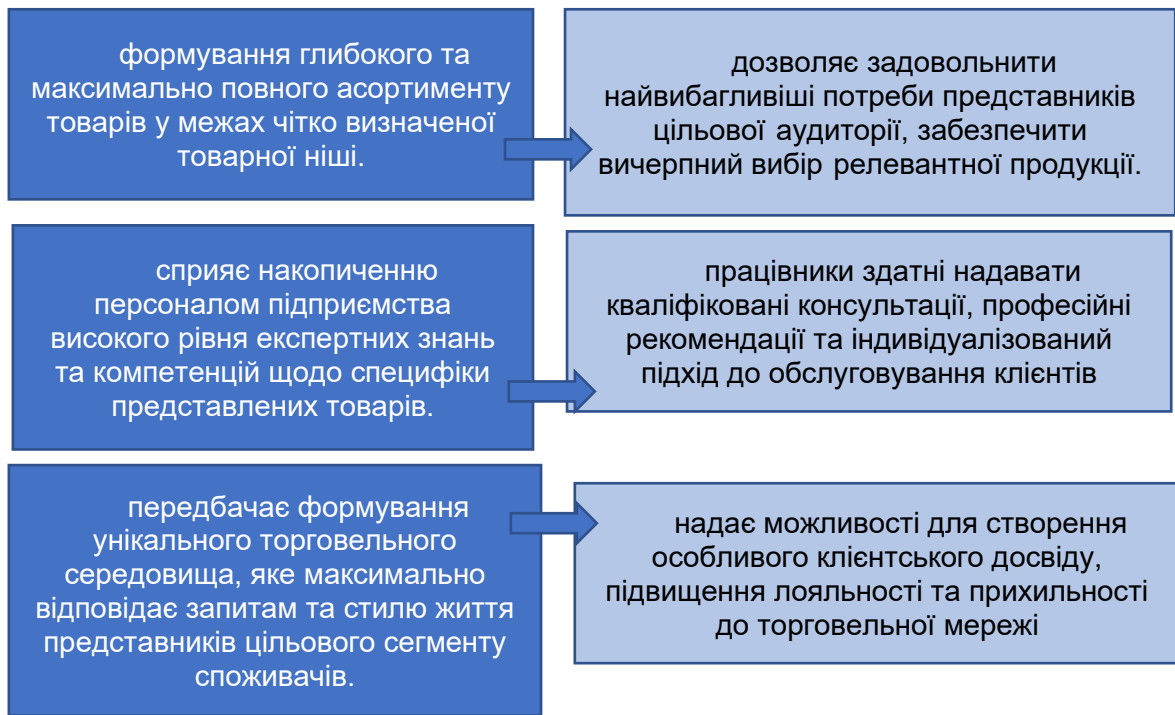 формування глибокого та
максимально повного асортименту
товарів у межах чітко визначеної
товарної ніші.
дозволяє задовольнити
найвибагливіші потреби представників
цільової аудиторії, забезпечити
вичерпний вибір релевантної продукції.
сприяє накопиченню
персоналом підприємства
високого рівня експертних знань
та компетенцій щодо специфіки
представлених товарів.
працівники здатні надавати
кваліфіковані консультації, професійні
рекомендації та індивідуалізований
підхід до обслуговування клієнтів
передбачає формування
унікального торговельного
середовища, яке максимально
відповідає запитам та стилю життя
представників цільового сегменту
споживачів.
надає можливості для створення
особливого клієнтського досвіду,
підвищення лояльності та прихильності
до торговельної мережі